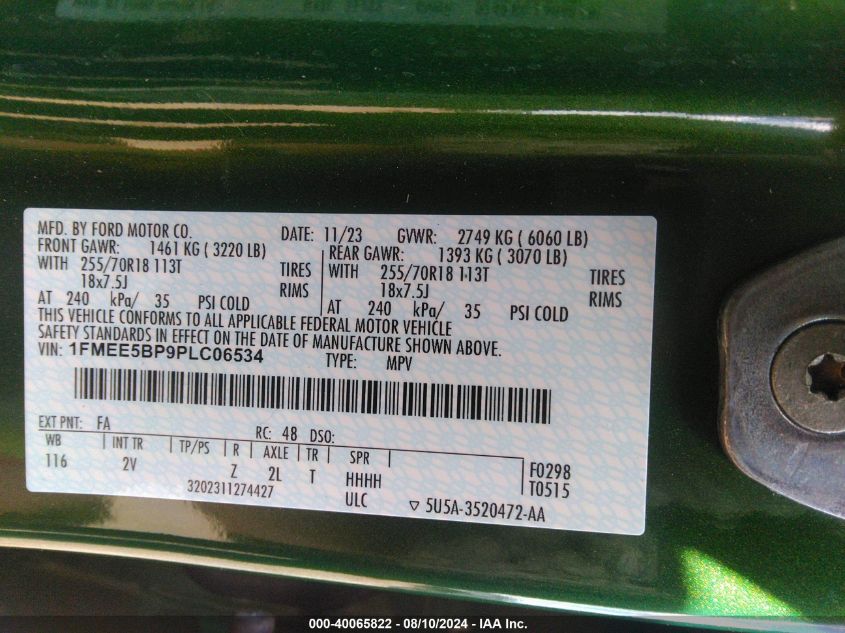 MFD. BY FORD MOTOR CO. DATE: 11/23 GVWR: 2749 KG ( 6060 LB)
FRONT GAWR: 1461 KG ( 3220 LB) REAR GAWR: 1393 KG ( 3070 LB)
WITH 255/70R18 113T TIRES WITH 255/70R18 113T TIRES
18x7.5J RIMS 18x7.5J RIMS
AT 240 kPa/ 35 PSI COLD AT 240 kPa/ 35 PSI COLD
THIS VEHICLE CONFORMS TO ALL APPLICABLE FEDERAL MOTOR VEHICLE
SAFETY STANDARDS IN EFFECT ON THE DATE OF MANUFACTURE SHOWN ABOVE.
VIN: 1FMEE5BP9PLC06534 TYPE: MPV
EXT PNT: FA RC: 48 DSO:
WB INT TR TP/PS R AXLE TR SPR
116 2V Z 2L T HHHH F0298
3202311274427 ULC T0515
5U5A-3520472-AA
000-40065822 - 08/10/2024 - IAA Inc.